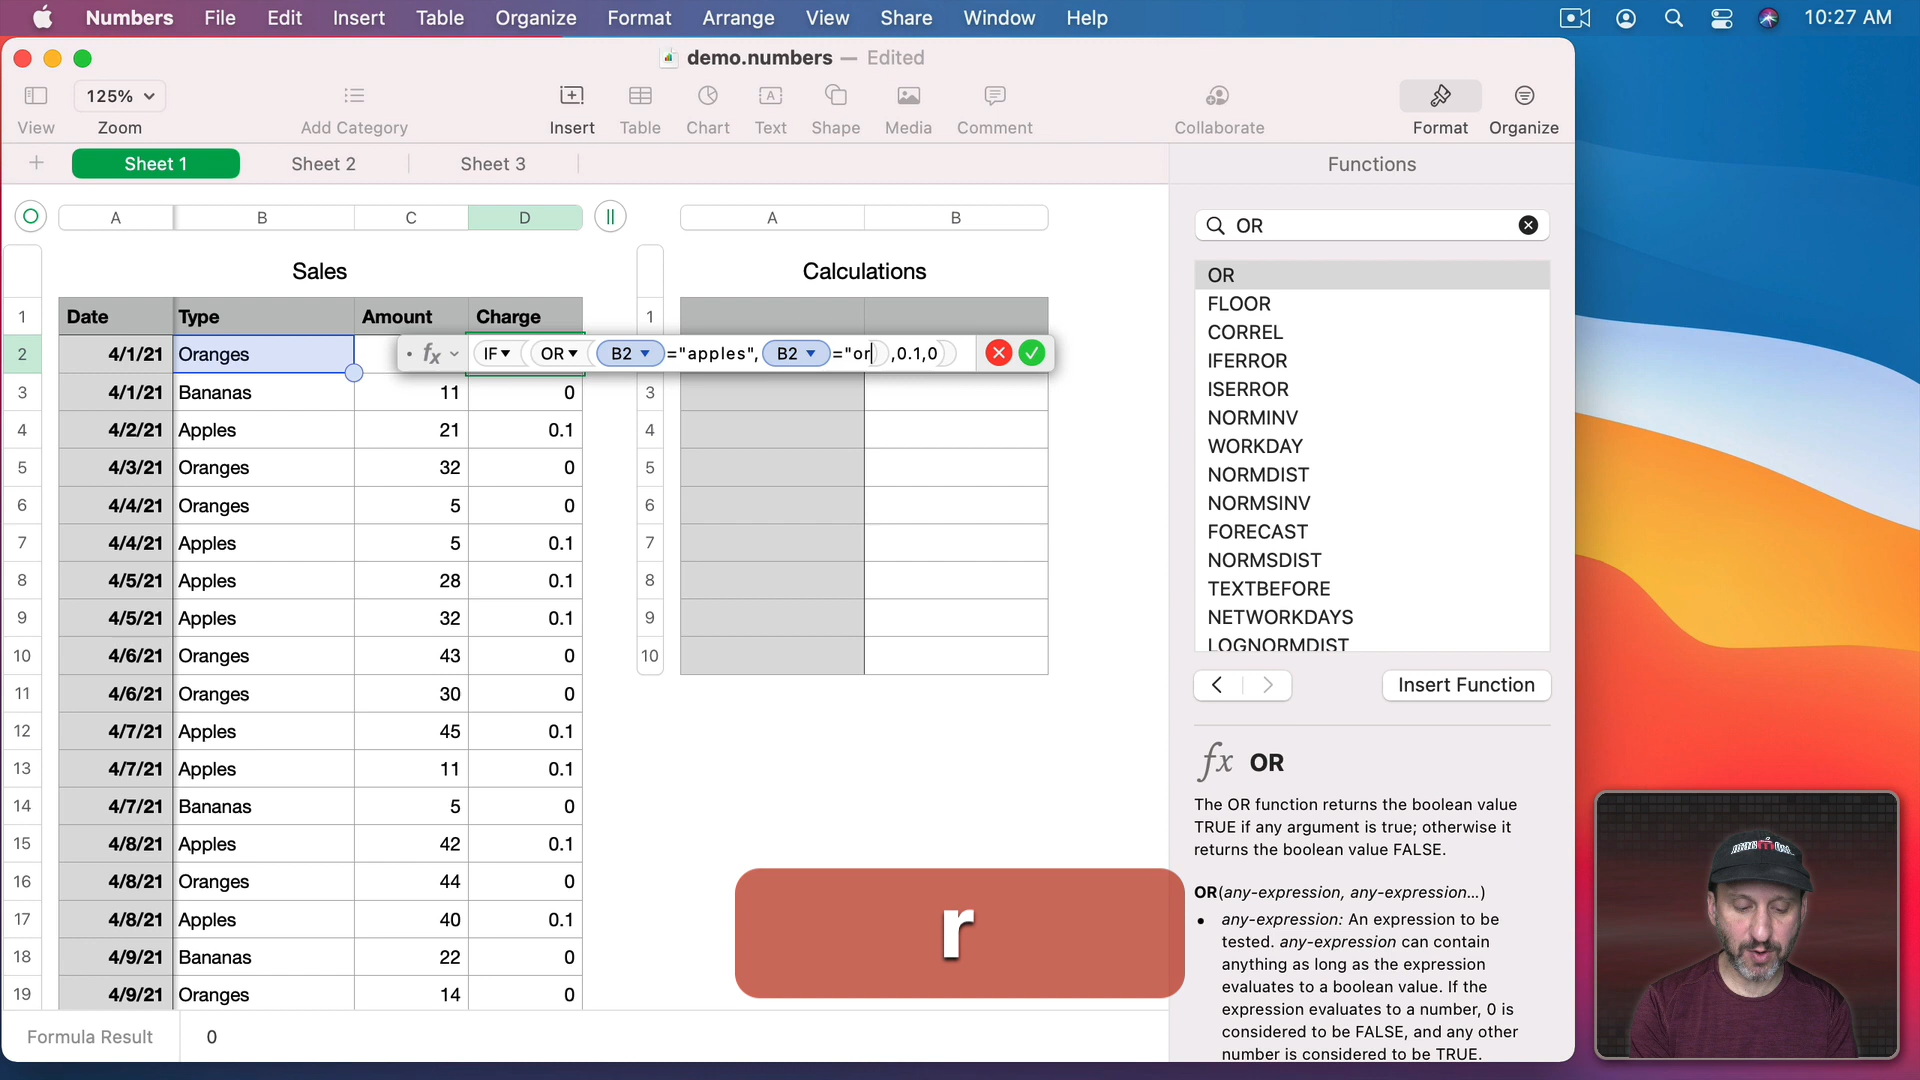 Numbers File Edit Insert Table Organize Format Arrange View Share Window Help 10:27 AM
demo.numbers — Edited
125%
View Zoom Add Category Insert Table Chart Text Shape Media Comment Collaborate Format Organize
Sheet 1 Sheet 2 Sheet 3 Functions
A B C D A B
OR
Sales Calculations
1 Date Type Amount Charge 1
2 4/1/21 Oranges fx IF OR B2 ="apples", B2 ="or ,0.1,0
3 4/1/21 Bananas 11 0 3
4 4/2/21 Apples 21 0.1 4
5 4/3/21 Oranges 32 0 5
6 4/4/21 Oranges 5 0 6
7 4/4/21 Apples 5 0.1 7
8 4/5/21 Apples 28 0.1 8
9 4/5/21 Apples 32 0.1 9
10 4/6/21 Oranges 43 0 10
11 4/6/21 Oranges 30 0
12 4/7/21 Apples 45 0.1
13 4/7/21 Apples 11 0.1
14 4/7/21 Bananas 5 0
15 4/8/21 Apples 42 0.1
16 4/8/21 Oranges 44 0
17 4/8/21 Apples 40 0.1
18 4/9/21 Bananas 22 0
19 4/9/21 Oranges 14 0
Formula Result 0
r
OR
FLOOR
CORREL
IFERROR
ISERROR
NORMINV
WORKDAY
NORMDIST
NORMSINV
FORECAST
NORMSDIST
TEXTBEFORE
NETWORKDAYS
LOGNORMDIST
Insert Function
fx OR
The OR function returns the boolean value
TRUE if any argument is true; otherwise it
returns the boolean value FALSE.
OR(any-expression, any-expression…)
• any-expression: An expression to be
tested. any-expression can contain
anything as long as the expression
evaluates to a boolean value. If the
expression evaluates to a number, 0 is
considered to be FALSE, and any other
number is considered to be TRUE.